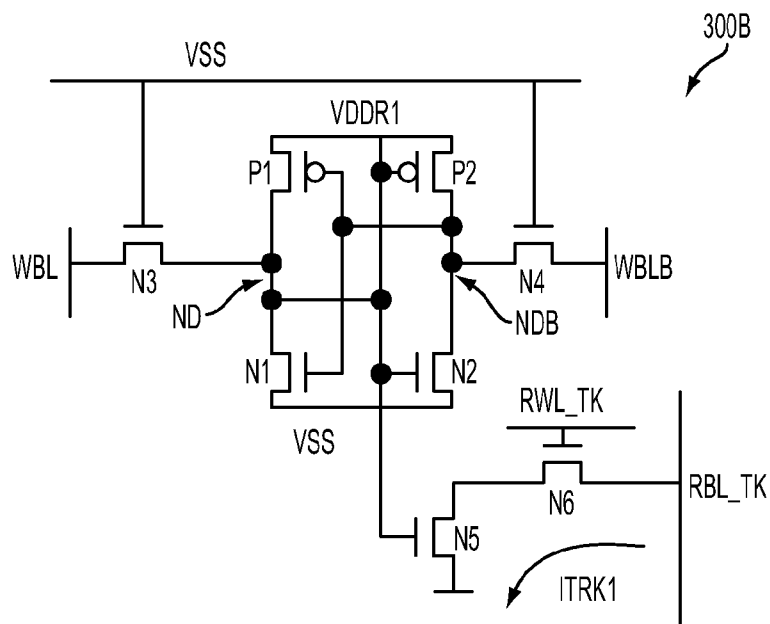 300B
VSS
VDDR1
P1
P2
WBL
N3
N4
WBLB
ND
NDB
N1
N2
VSS
RWL_TK
N6
RBL_TK
N5
ITRK1